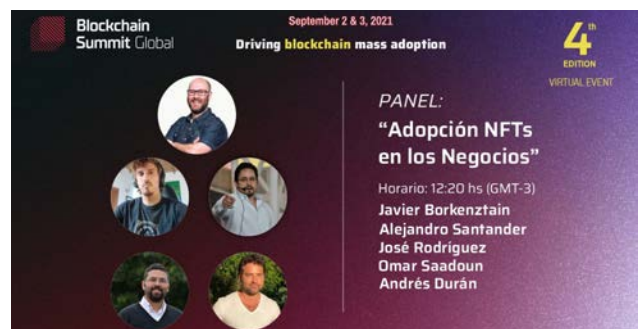 Blockchain
Summit Global
September 2 & 3, 2021
Driving blockchain mass adoption
4th
EDITION
VIRTUAL EVENT
PANEL:
“Adopción NFTs
en los Negocios”
Horario: 12:20 hs (GMT-3)
Javier Borkenztain
Alejandro Santander
José Rodríguez
Omar Saadoun
Andrés Durán